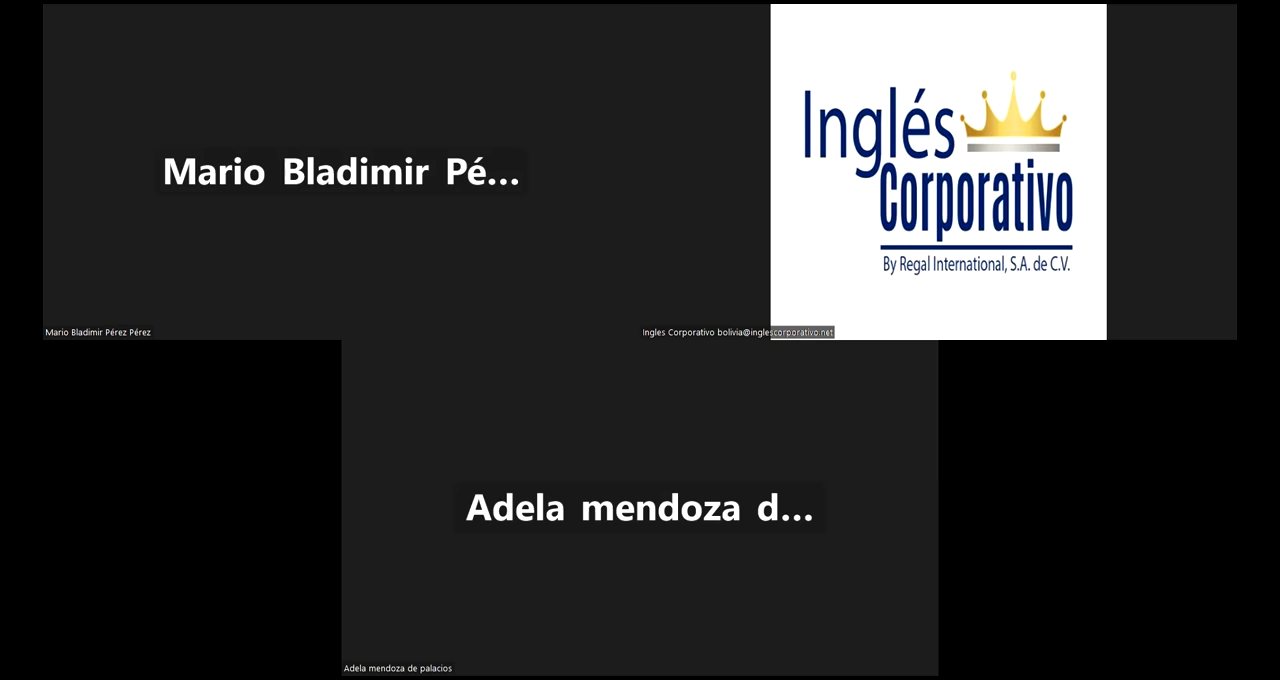 Mario Bladimir Pé...
Mario Bladimir Pérez Pérez
Inglés
Corporativo
By Regal International, S.A. de C.V.
Ingles Corporativo bolivia@inglescorporativo.net
Adela mendoza d...
Adela mendoza de palacios